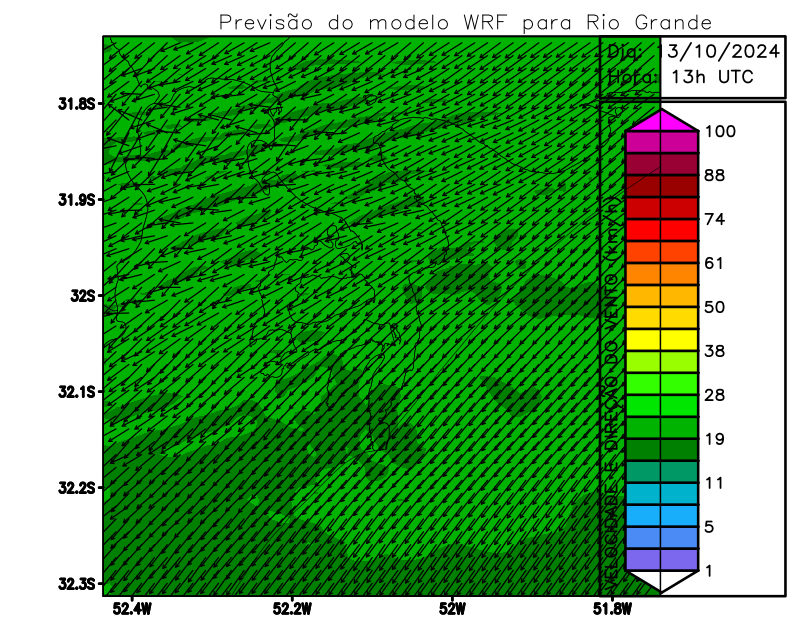 Previsão do modelo WRF para Rio Grande
Dia: 13/10/2024
Hora: 13h UTC
31.8S
31.9S
32S
32.1S
32.2S
32.3S
52.4W
52.2W
52W
51.8W
VELOCIDADE E DIREÇÃO DO VENTO (km/h)
100
88
74
61
50
38
28
19
11
5
1